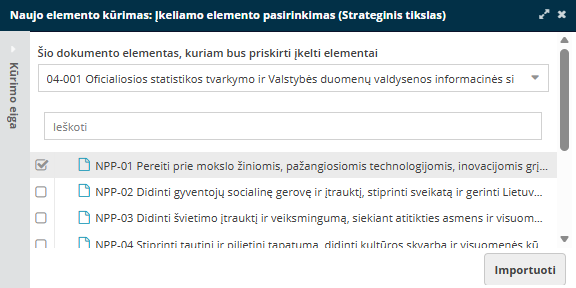 Naujo elemento kūrimas: Įkeliamo elemento pasirinkimas (Strateginis tikslas)
Kūrimo eiga
Šio dokumento elementas, kuriam bus priskirti įkelti elementai
04-001 Oficialiosios statistikos tvarkymo ir Valstybės duomenų valdysenos informacinės si
Ieškoti
NPP-01 Pereiti prie mokslo žiniomis, pažangiosiomis technologijomis, inovacijomis grį...
NPP-02 Didinti gyventojų socialinę gerovę ir įtrauktį, stiprinti sveikatą ir gerinti Lietuv...
NPP-03 Didinti švietimo įtrauktį ir veiksmingumą, siekiant atitikties asmens ir visuom...
NPP-04 Stiprinti tautinį ir pilietinį tapatumą, didinti kultūros skvarbą ir visuomenės kū
Importuoti